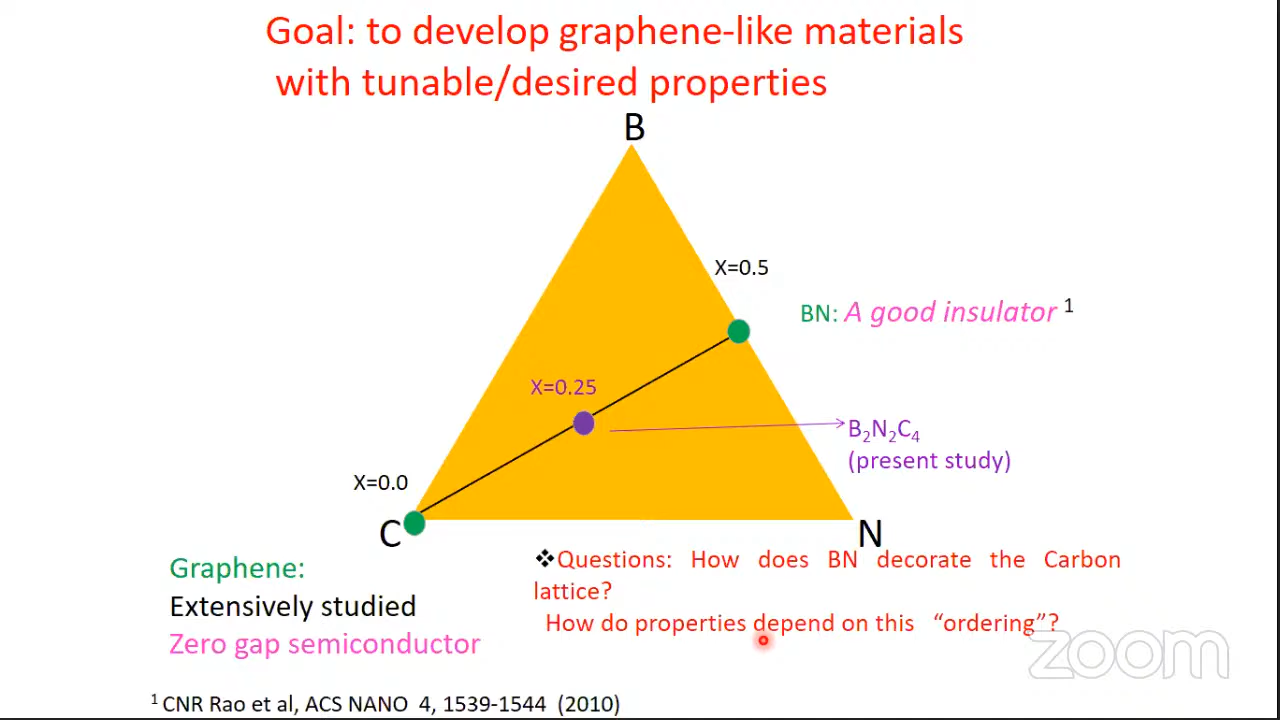 Goal: to develop graphene-like materials
with tunable/desired properties
B
X=0.5
BN: A good insulator ¹
X=0.25
B₂N₂C₄
(present study)
X=0.0
C
N
Graphene:
Extensively studied
Zero gap semiconductor
❖Questions: How does BN decorate the Carbon
lattice?
How do properties depend on this “ordering”?
zoom
¹ CNR Rao et al, ACS NANO 4, 1539-1544 (2010)